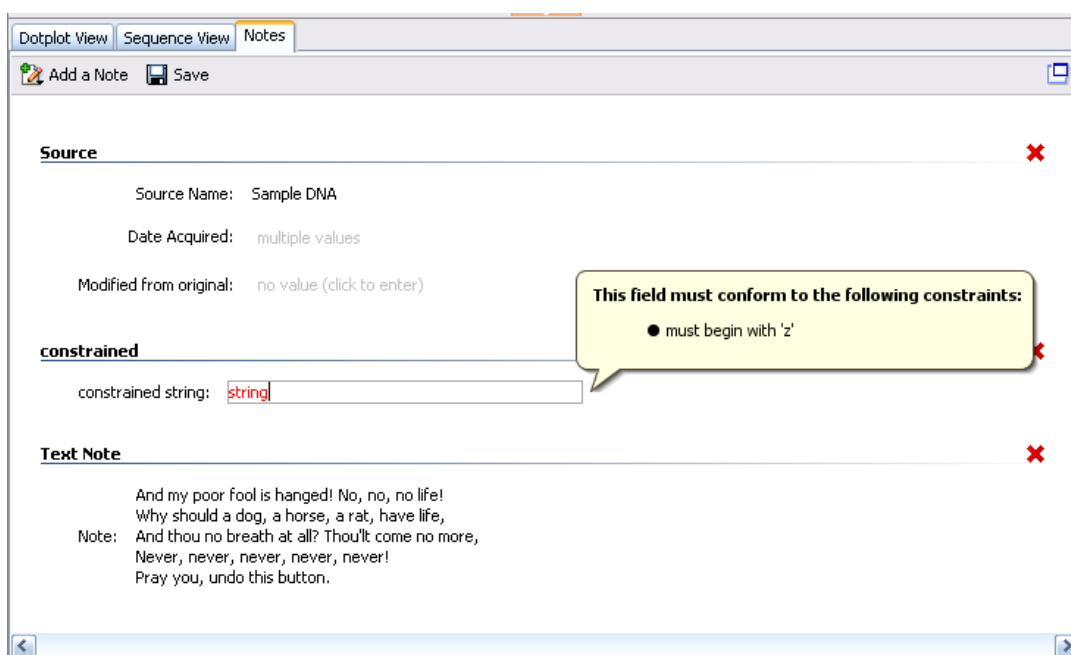 Dotplot View Sequence View Notes
Add a Note Save
Source
Source Name: Sample DNA
Date Acquired: multiple values
Modified from original: no value (click to enter)
This field must conform to the following constraints:
● must begin with 'z'
constrained
constrained string: string
Text Note
And my poor fool is hanged! No, no, no life!
Why should a dog, a horse, a rat, have life,
Note: And thou no breath at all? Thou'lt come no more,
Never, never, never, never, never!
Pray you, undo this button.